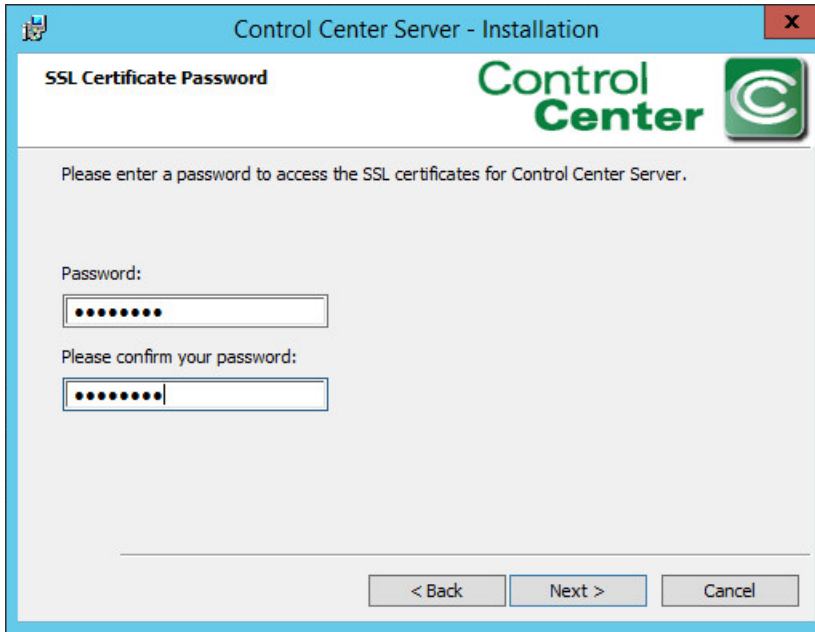 Control Center Server - Installation
x
SSL Certificate Password
Control
Center
Please enter a password to access the SSL certificates for Control Center Server.
Password:
●●●●●●●●
Please confirm your password:
●●●●●●●●
< Back
Next >
Cancel